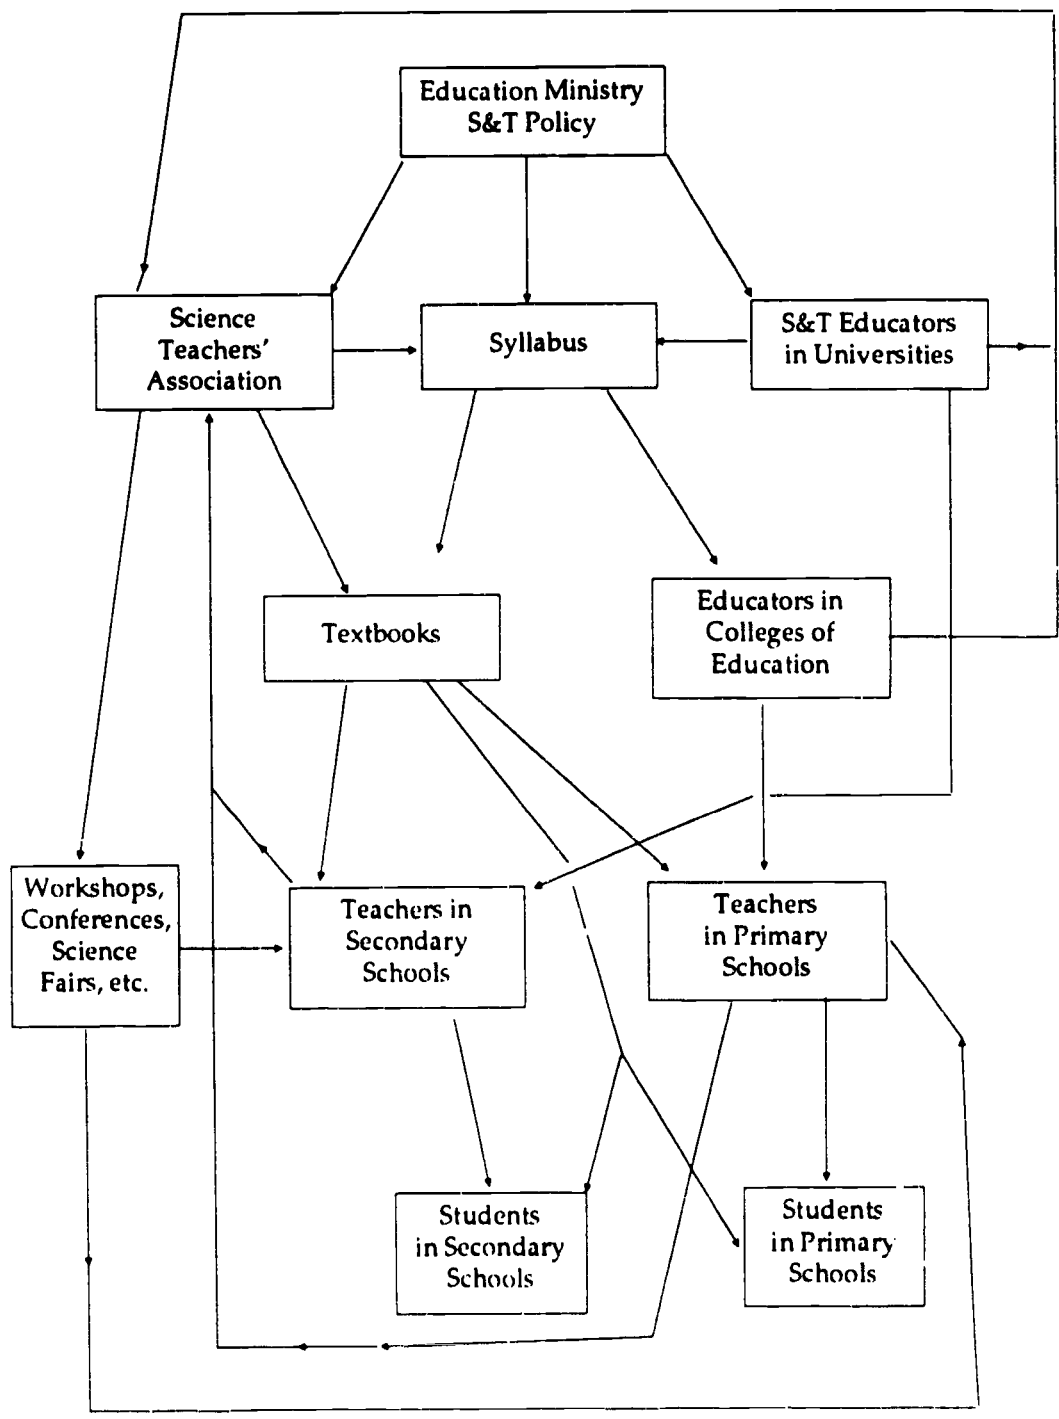 Education Ministry
S&T Policy
Science
Teachers'
Association
Syllabus
S&T Educators
in Universities
Textbooks
Educators in
Colleges of
Education
Workshops,
Conferences,
Science
Fairs, etc.
Teachers in
Secondary
Schools
Teachers
in Primary
Schools
Students
in Secondary
Schools
Students
in Primary
Schools